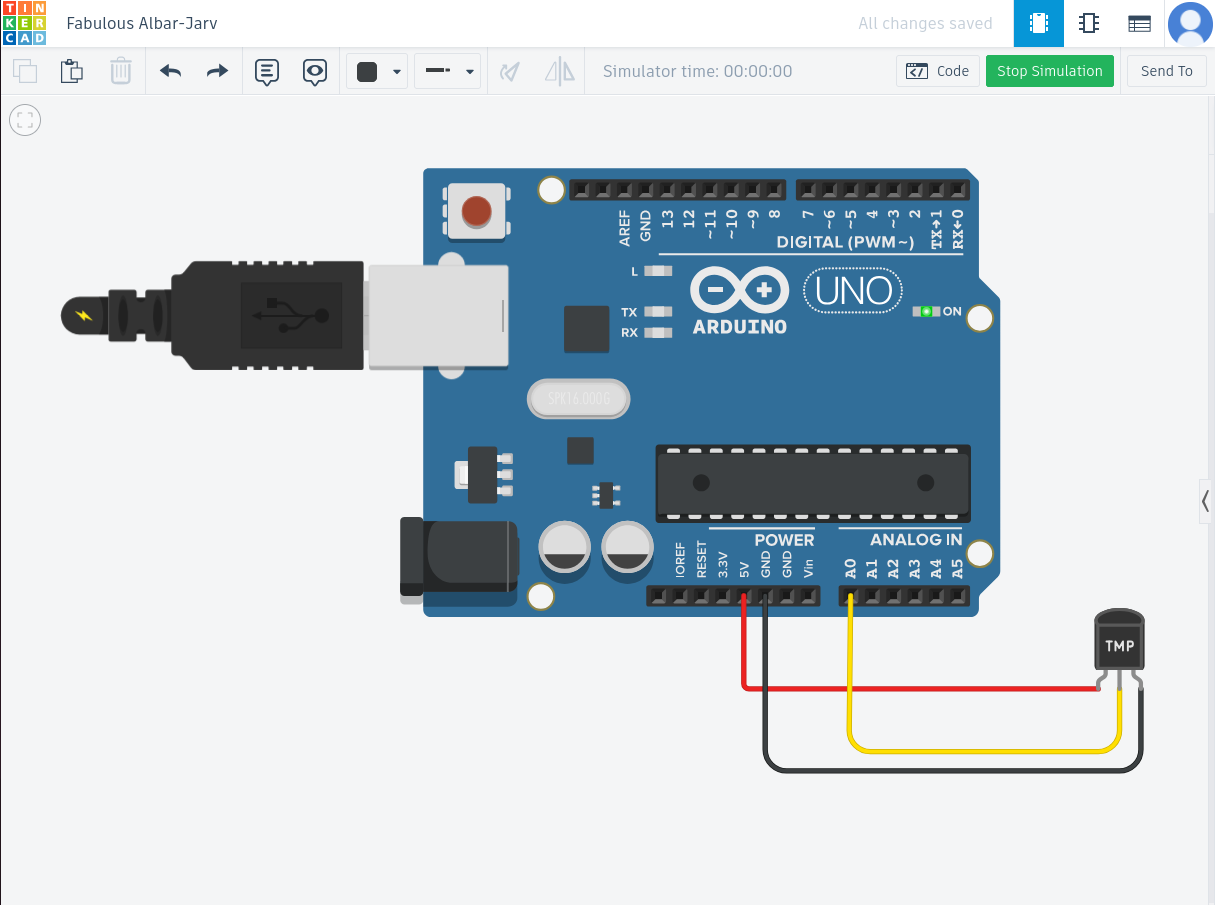 TIN
KER
CAD
Fabulous Albar-Jarv
All changes saved
Simulator time: 00:00:00
Code
Stop Simulation
Send To
AREF
GND
13
12
~11
~10
~9
8
7
~6
~5
4
~3
2
TX→1
RX←0
DIGITAL (PWM~)
L
TX
RX
ARDUINO
UNO
ON
SPK16.000G
POWER
ANALOG IN
IOREF
RESET
3.3V
5V
GND
GND
Vin
A0
A1
A2
A3
A4
A5
TMP